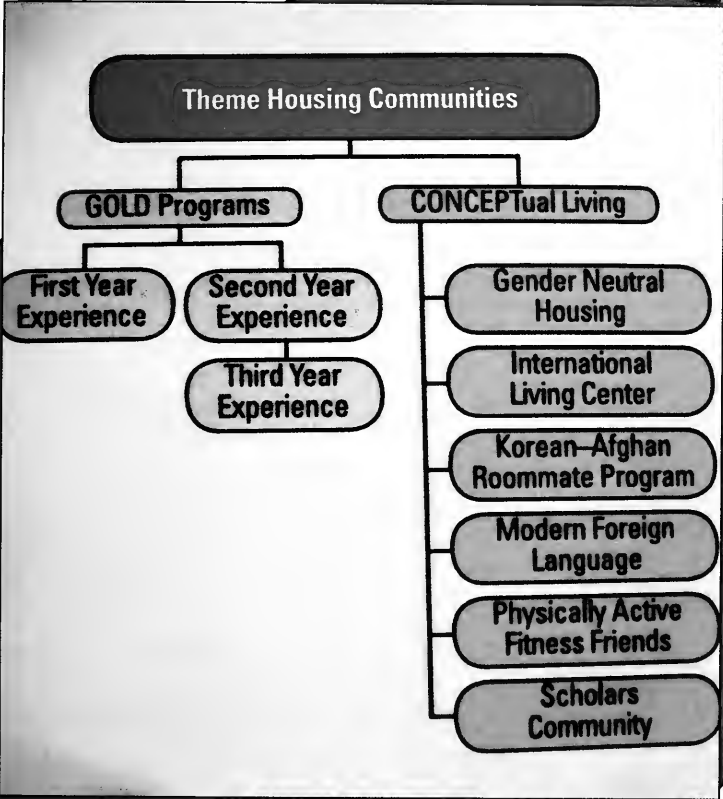 Theme Housing Communities
GOLD Programs
CONCEPTual Living
First Year
Experience
Second Year
Experience
Third Year
Experience
Gender Neutral
Housing
International
Living Center
Korean–Afghan
Roommate Program
Modern Foreign
Language
Physically Active
Fitness Friends
Scholars
Community